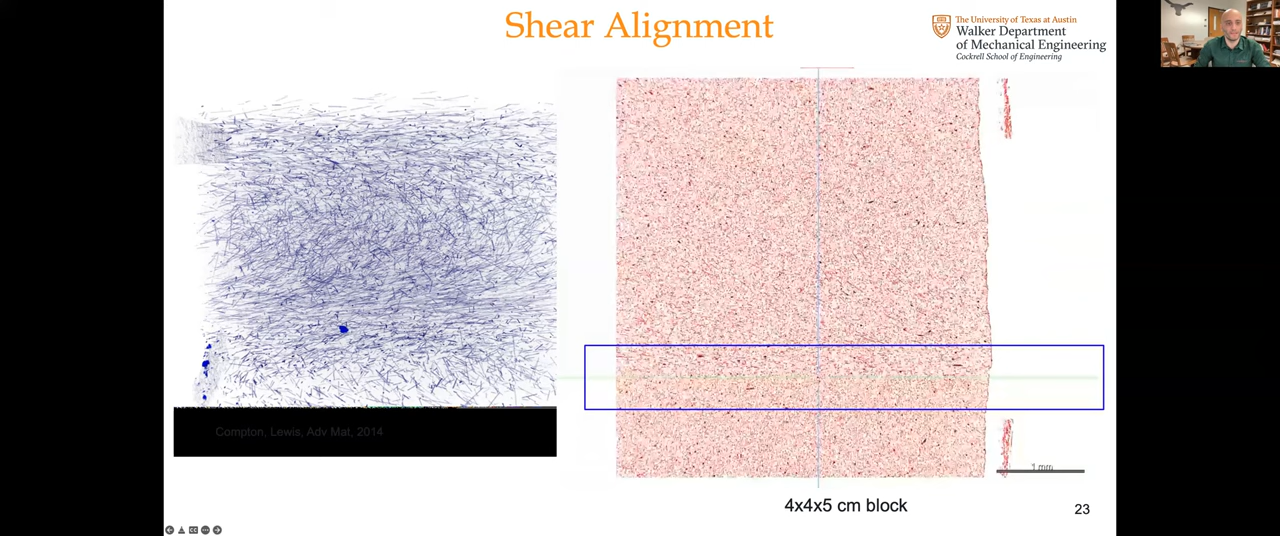 Shear Alignment
The University of Texas at Austin
Walker Department
of Mechanical Engineering
Cockrell School of Engineering
Compton, Lewis, Adv Mat, 2014
1 mm
4x4x5 cm block
23